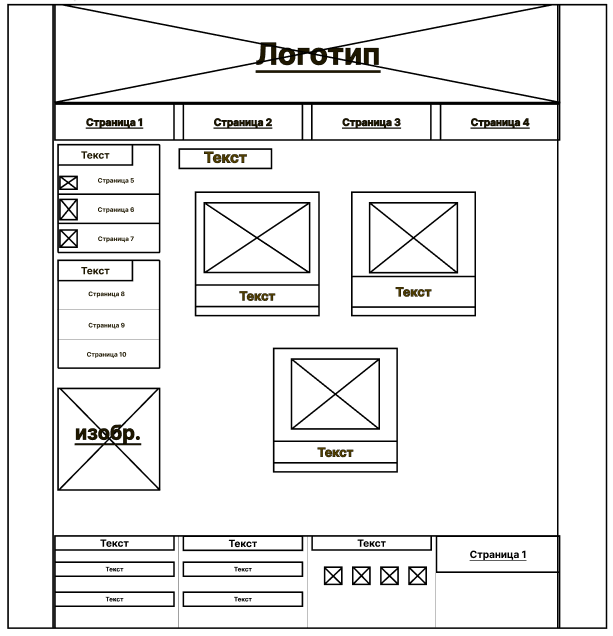 Логотип
Страница 1
Страница 2
Страница 3
Страница 4
Текст
Страница 5
Страница 6
Страница 7
Текст
Страница 8
Страница 9
Страница 10
изобр.
Текст
Текст
Текст
Текст
Текст
Текст
Текст
Текст
Текст
Текст
Текст
Страница 1